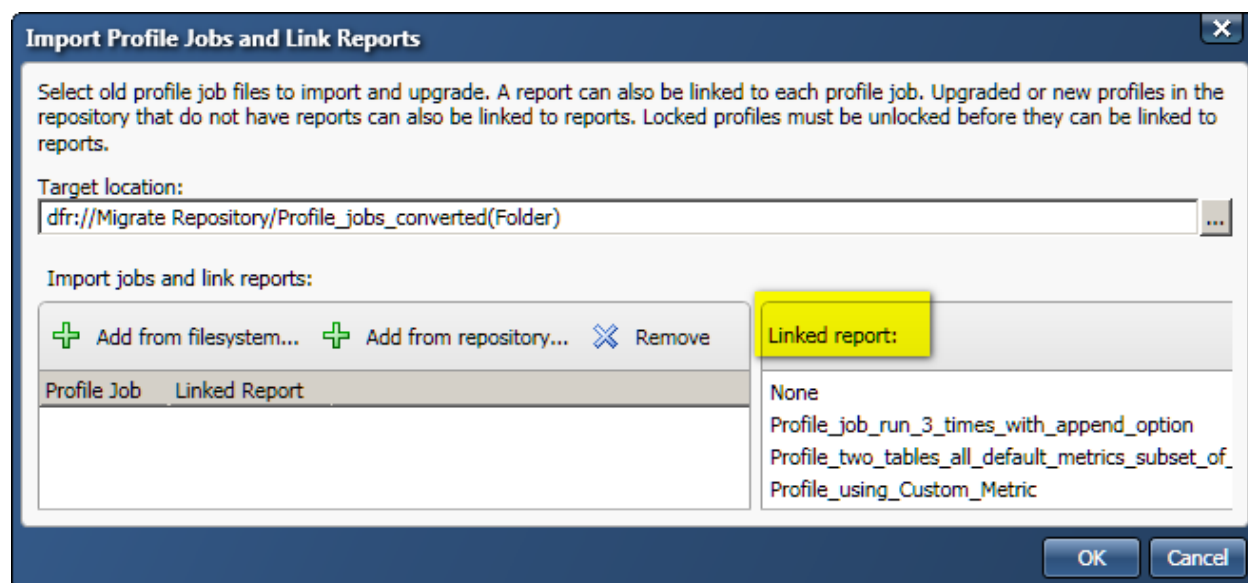 Import Profile Jobs and Link Reports
Select old profile job files to import and upgrade. A report can also be linked to each profile job. Upgraded or new profiles in the
repository that do not have reports can also be linked to reports. Locked profiles must be unlocked before they can be linked to
reports.
Target location:
dfr://Migrate Repository/Profile_jobs_converted(Folder)
...
Import jobs and link reports:
Add from filesystem... Add from repository... Remove
Linked report:
Profile Job Linked Report
None
Profile_job_run_3_times_with_append_option
Profile_two_tables_all_default_metrics_subset_of_
Profile_using_Custom_Metric
OK Cancel